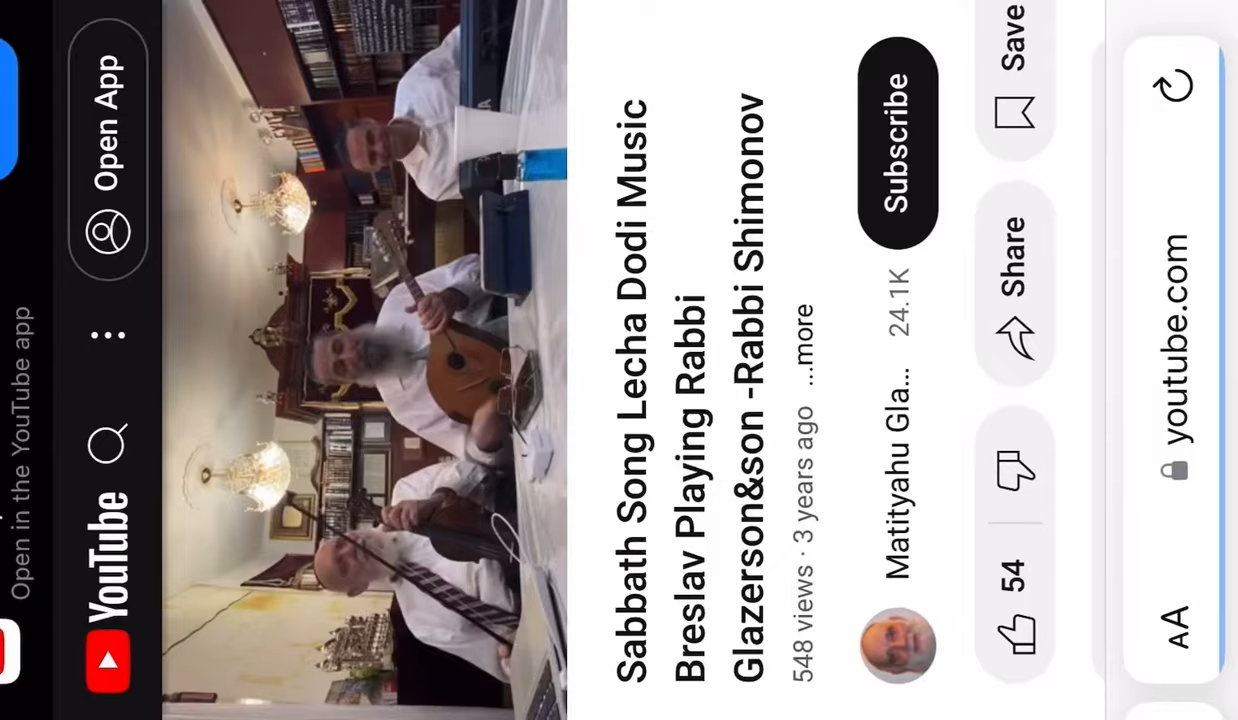 Open in the YouTube app
YouTube
Open App
Sabbath Song Lecha Dodi Music
Breslav Playing Rabbi
Glazerson&son -Rabbi Shimonov
548 views · 3 years ago ...more
Matityahu Gla... 24.1K Subscribe
54 Share Save
AA youtube.com